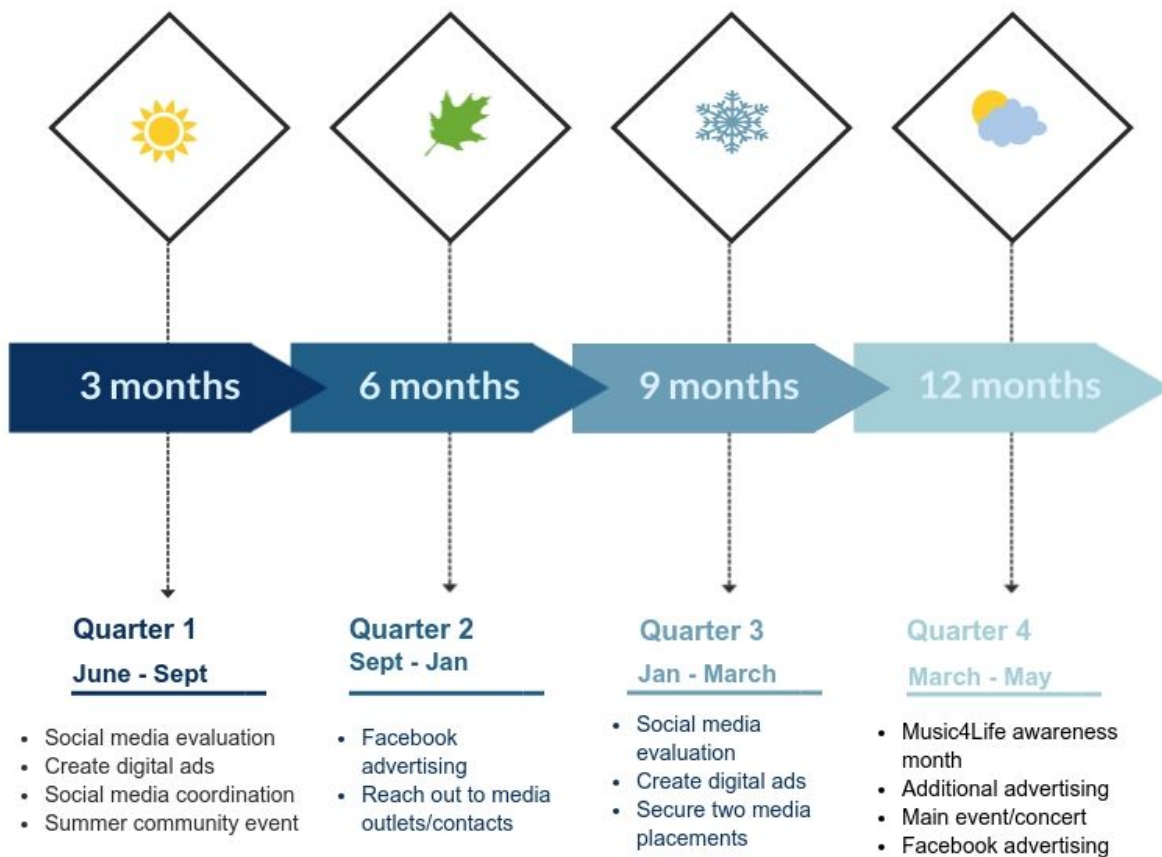 3 months
6 months
9 months
12 months
Quarter 1
June - Sept
• Social media evaluation
• Create digital ads
• Social media coordination
• Summer community event
Quarter 2
Sept - Jan
• Facebook
advertising
• Reach out to media
outlets/contacts
Quarter 3
Jan - March
• Social media
evaluation
• Create digital ads
• Secure two media
placements
Quarter 4
March - May
• Music4Life awareness
month
• Additional advertising
• Main event/concert
• Facebook advertising